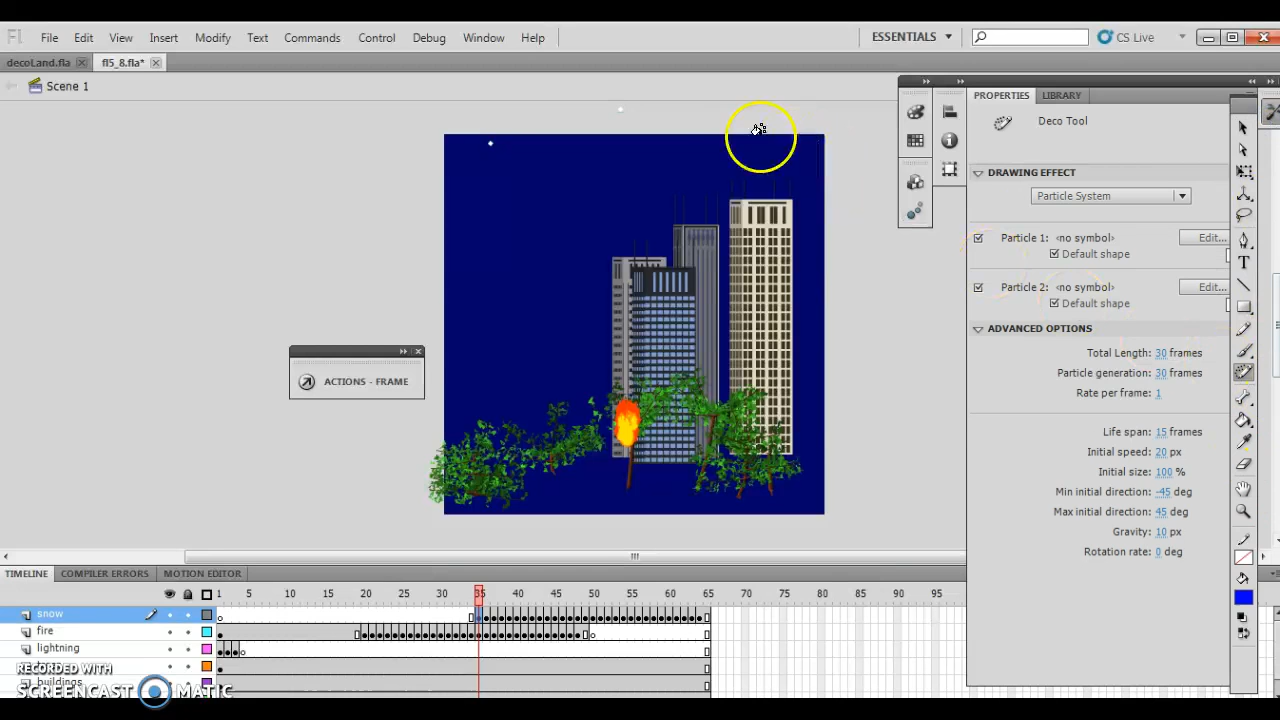 Fl File Edit View Insert Modify Text Commands Control Debug Window Help ESSENTIALS CS Live
decoLand.fla fl5_8.fla*
Scene 1
PROPERTIES LIBRARY
Deco Tool
DRAWING EFFECT
Particle System
Particle 1: <no symbol> Edit...
Default shape
Particle 2: <no symbol> Edit...
Default shape
ADVANCED OPTIONS
Total Length: 30 frames
Particle generation: 30 frames
Rate per frame: 1
Life span: 15 frames
Initial speed: 20 px
Initial size: 100 %
Min initial direction: -45 deg
Max initial direction: 45 deg
Gravity: 10 px
Rotation rate: 0 deg
ACTIONS - FRAME
TIMELINE COMPILER ERRORS MOTION EDITOR
1 5 10 15 20 25 30 35 40 45 50 55 60 65 70 75 80 85 90 95
snow
fire
lightning
buildings
RECORDED WITH
SCREENCAST MATIC